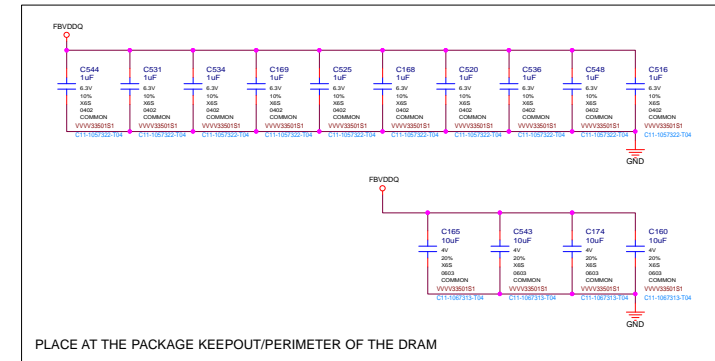 FBVDDQ
C544
1uF
6.3V
10%
X6S
0402
COMMON
VVVV33501S1
C11-1057322-T04
C531
1uF
6.3V
10%
X6S
0402
COMMON
VVVV33501S1
C11-1057322-T04
C534
1uF
6.3V
10%
X6S
0402
COMMON
VVVV33501S1
C11-1057322-T04
C169
1uF
6.3V
10%
X6S
0402
COMMON
VVVV33501S1
C11-1057322-T04
C525
1uF
6.3V
10%
X6S
0402
COMMON
VVVV33501S1
C11-1057322-T04
C168
1uF
6.3V
10%
X6S
0402
COMMON
VVVV33501S1
C11-1057322-T04
C520
1uF
6.3V
10%
X6S
0402
COMMON
VVVV33501S1
C11-1057322-T04
C536
1uF
6.3V
10%
X6S
0402
COMMON
VVVV33501S1
C11-1057322-T04
C548
1uF
6.3V
10%
X6S
0402
COMMON
VVVV33501S1
C11-1057322-T04
C516
1uF
6.3V
10%
X6S
0402
COMMON
VVVV33501S1
C11-1057322-T04
GND
FBVDDQ
C165
10uF
4V
20%
X6S
0603
COMMON
VVVV33501S1
C11-1067313-T04
C543
10uF
4V
20%
X6S
0603
COMMON
VVVV33501S1
C11-1067313-T04
C174
10uF
4V
20%
X6S
0603
COMMON
VVVV33501S1
C11-1067313-T04
C160
10uF
4V
20%
X6S
0603
COMMON
VVVV33501S1
C11-1067313-T04
GND
PLACE AT THE PACKAGE KEEPOUT/PERIMETER OF THE DRAM